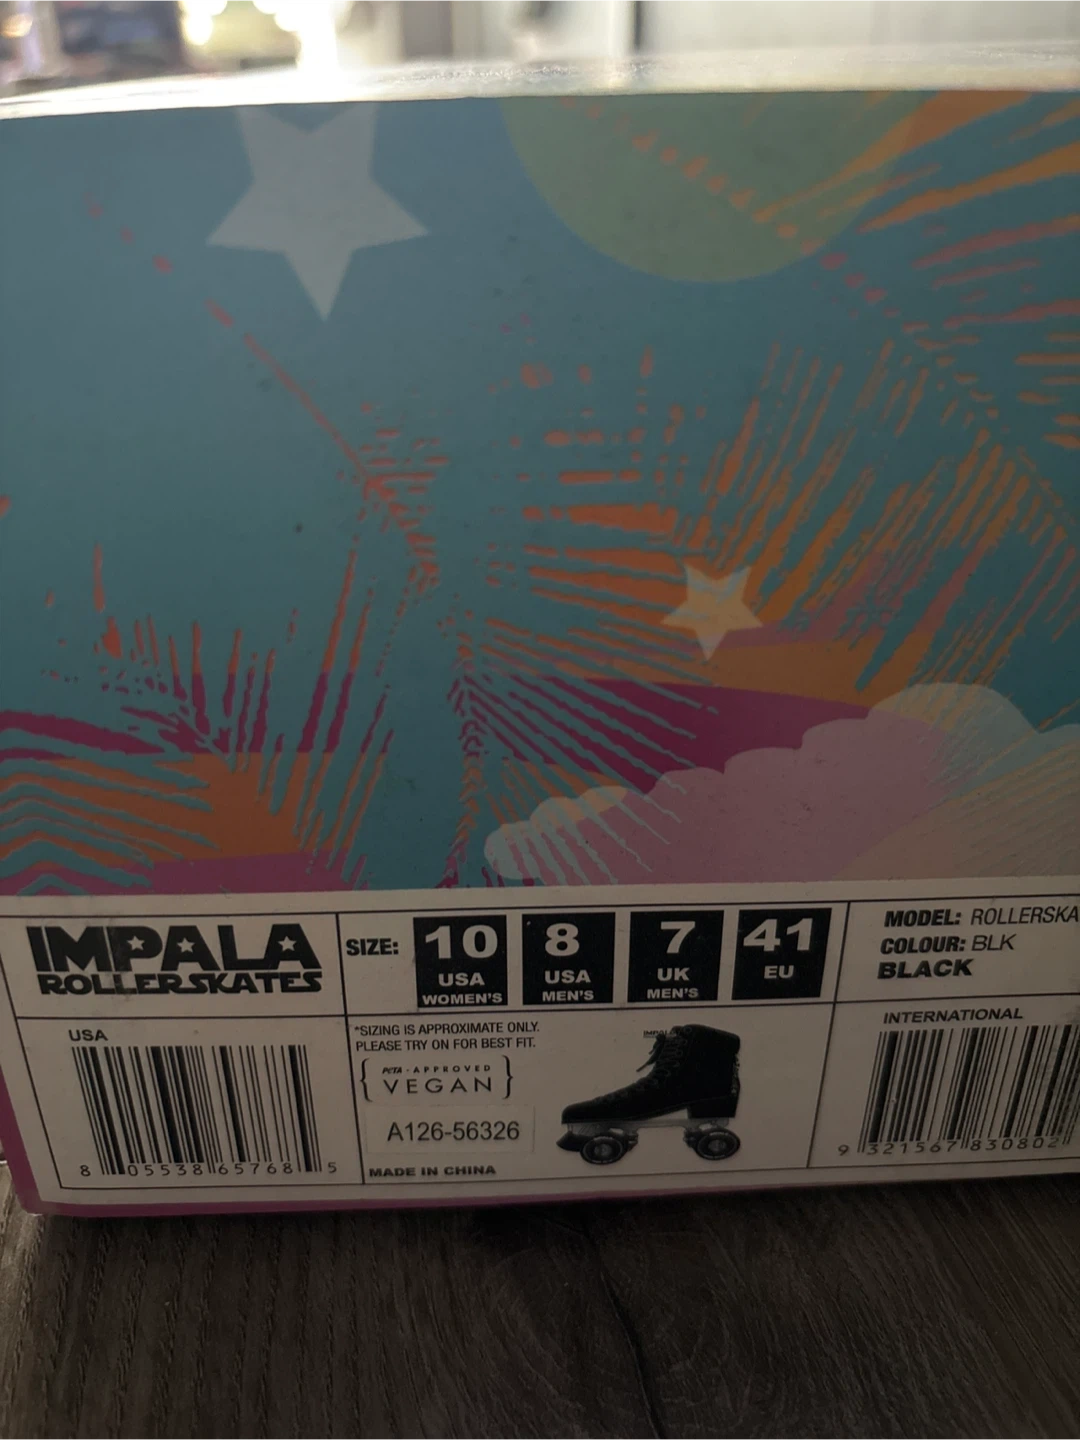 IMPALA
ROLLERSKATES
SIZE:
10
USA
WOMEN'S
8
USA
MEN'S
7
UK
MEN'S
41
EU
MODEL: ROLLERSKA
COLOUR: BLK
BLACK
USA
8 05538 65768 5
*SIZING IS APPROXIMATE ONLY.
PLEASE TRY ON FOR BEST FIT.
PETA - APPROVED
VEGAN
A126-56326
MADE IN CHINA
IMPALA
INTERNATIONAL
9 321567 830802